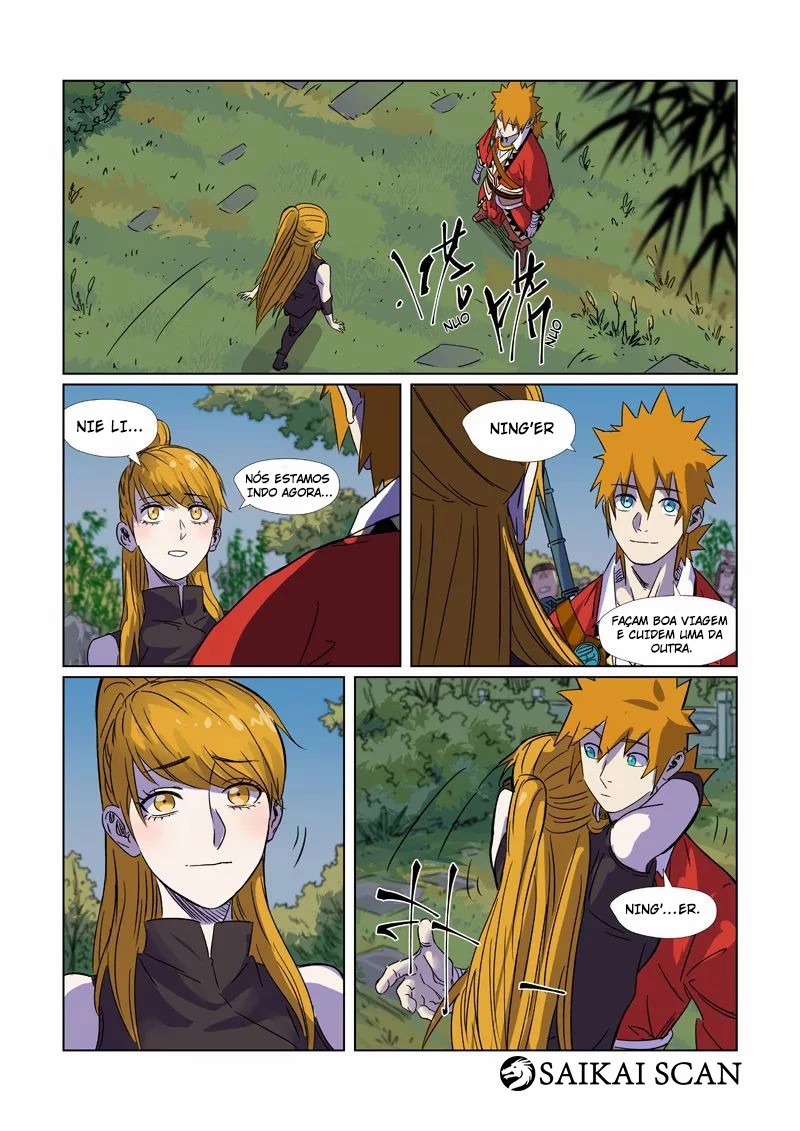 NUO
NUO
NIE LI...
NÓS ESTAMOS
INDO AGORA...
NING'ER
FAÇAM BOA VIAGEM
E CUIDEM UMA DA
OUTRA.
NING'...ER.
SAIKAI SCAN